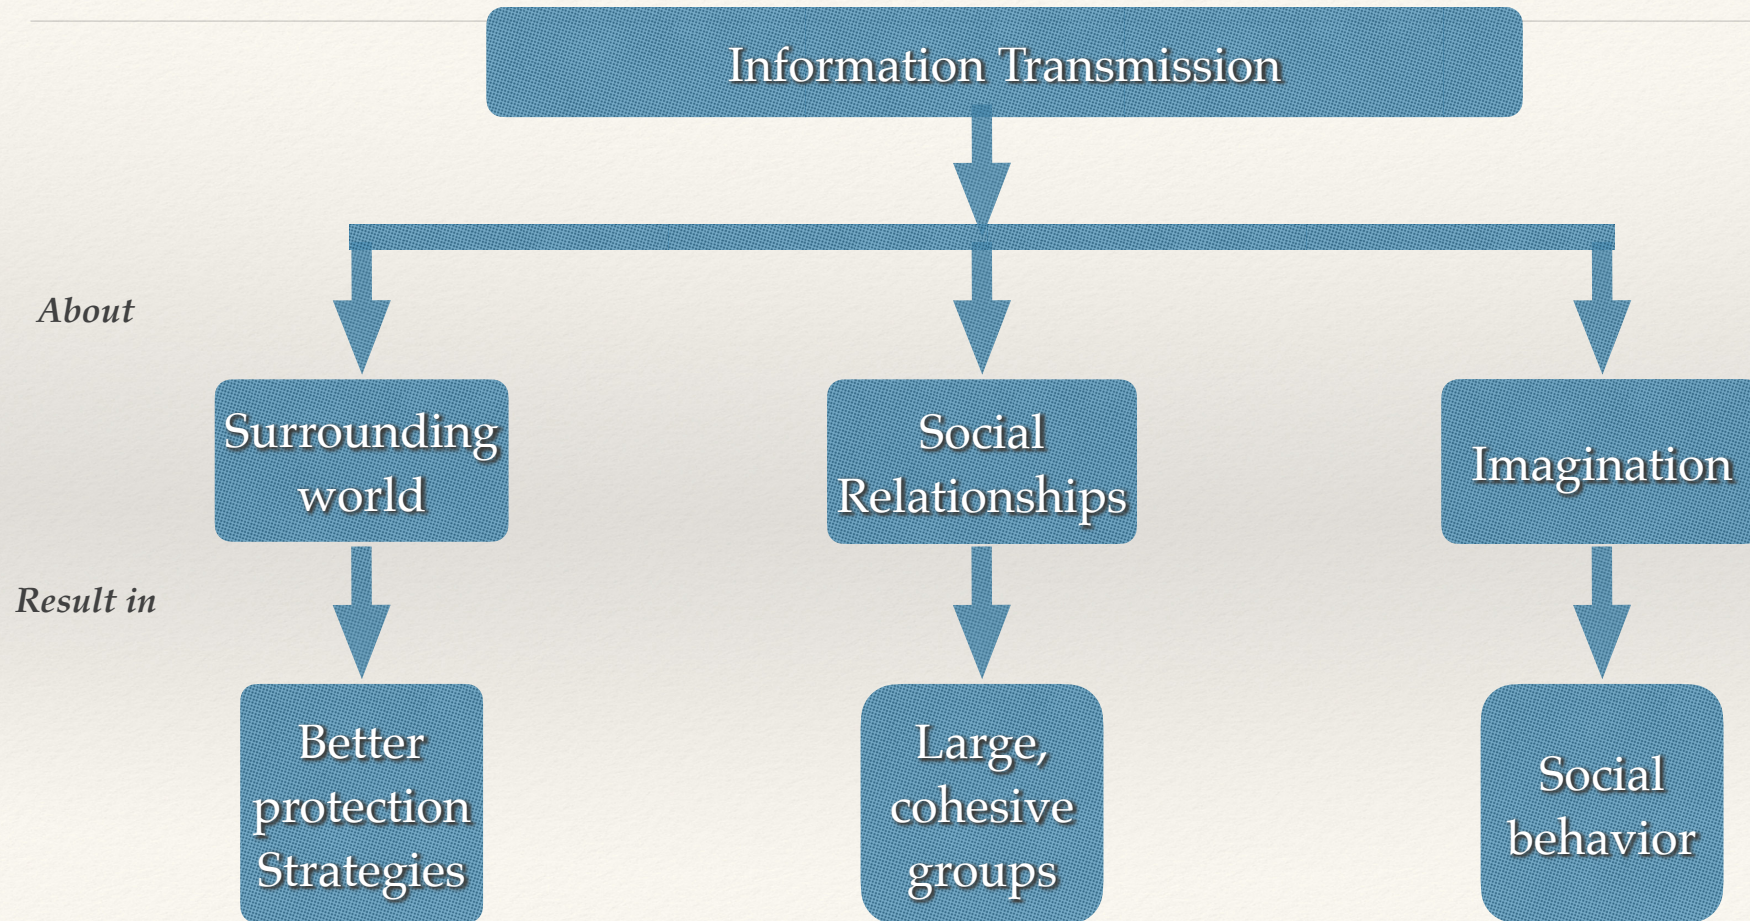 Information Transmission
About
Surrounding
world
Social
Relationships
Imagination
Result in
Better
protection
Strategies
Large,
cohesive
groups
Social
behavior